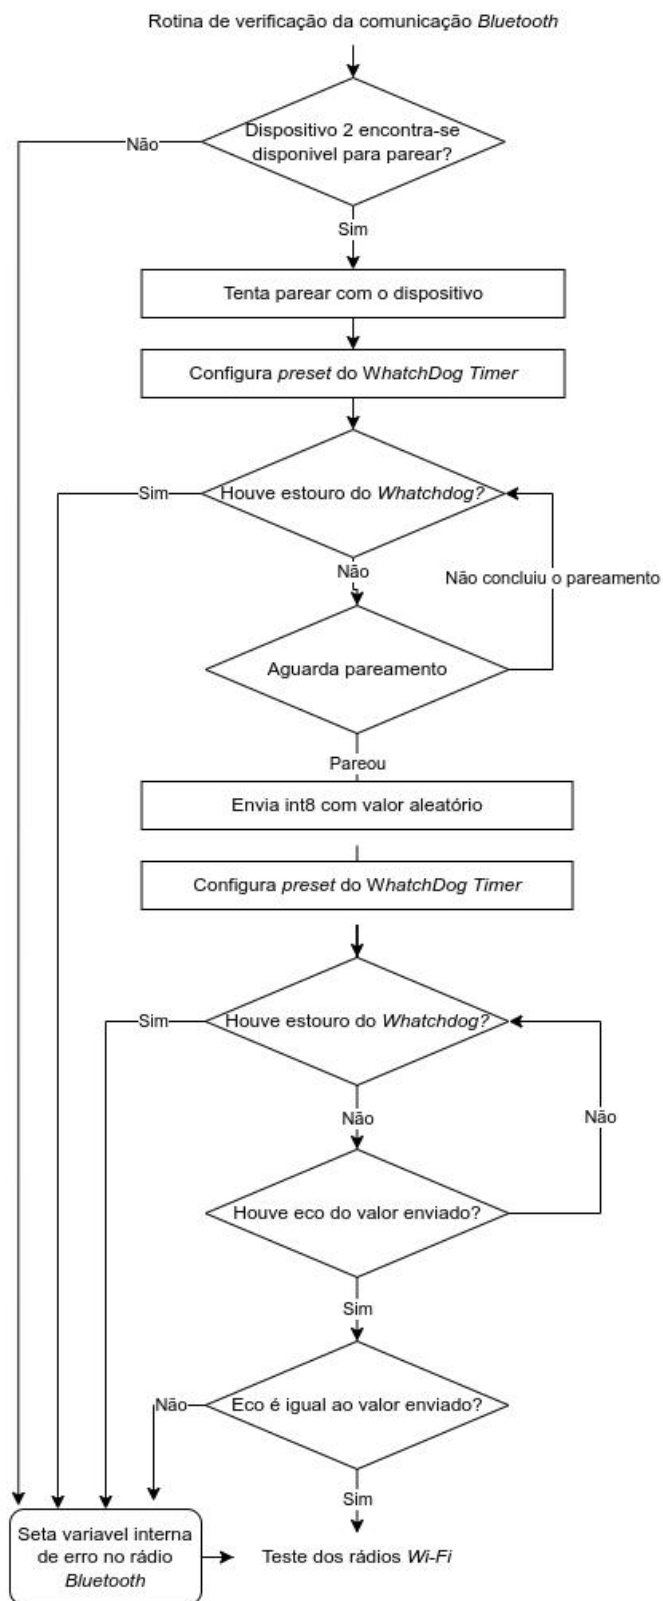 Rotina de verificação da comunicação Bluetooth
Dispositivo 2 encontra-se
disponivel para parear?
Não
Sim
Tenta parear com o dispositivo
Configura preset do WhatchDog Timer
Houve estouro do Whatchdog?
Sim
Não
Não concluiu o pareamento
Aguarda pareamento
Pareou
Envia int8 com valor aleatório
Configura preset do WhatchDog Timer
Houve estouro do Whatchdog?
Sim
Não
Não
Houve eco do valor enviado?
Sim
Eco é igual ao valor enviado?
Não
Sim
Seta variavel interna
de erro no rádio
Bluetooth
Teste dos rádios Wi-Fi